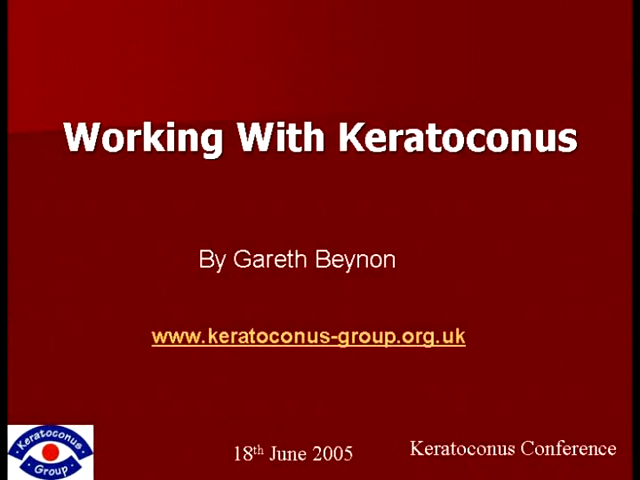 Working With Keratoconus
By Gareth Beynon
www.keratoconus-group.org.uk
Keratoconus
Group
18th June 2005
Keratoconus Conference